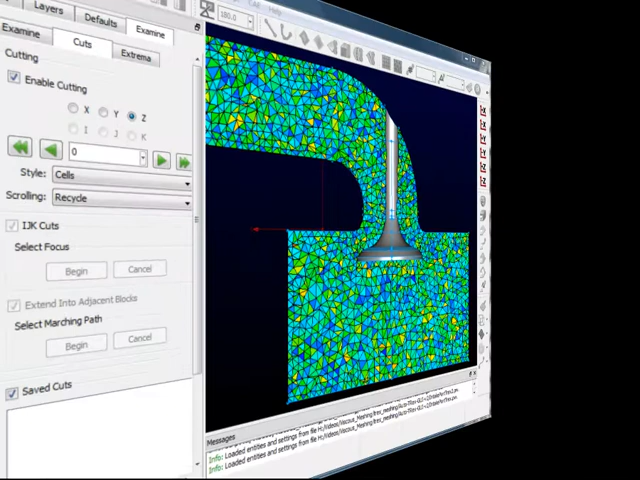 Layers
Defaults
Examine
Examine
Cuts
Extrema
Cutting
Enable Cutting
X
Y
Z
I
J
K
0
Style:
Cells
Scrolling:
Recycle
IJK Cuts
Select Focus
Begin
Cancel
Extend Into Adjacent Blocks
Select Marching Path
Begin
Cancel
Saved Cuts
180.0
Messages
Info: Loaded entities and settings from file
Info: Loaded entities and settings from file